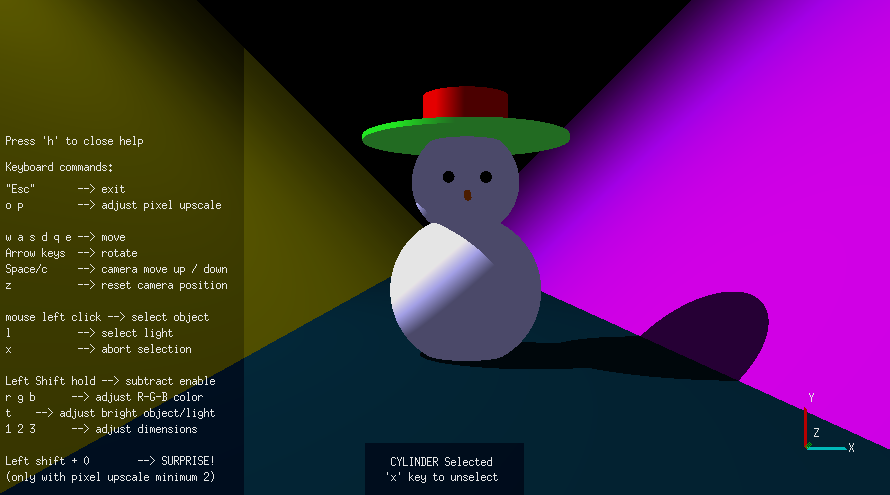 Press 'h' to close help
Keyboard commands:
"Esc" --> exit
o p --> adjust pixel upscale
w a s d q e --> move
Arrow keys --> rotate
Space/c --> camera move up / down
z --> reset camera position
mouse left click --> select object
l --> select light
x --> abort selection
Left Shift hold --> subtract enable
r g b --> adjust R-G-B color
t --> adjust bright object/light
1 2 3 --> adjust dimensions
Left shift + 0 --> SURPRISE!
(only with pixel upscale minimum 2)
CYLINDER Selected
'x' key to unselect
Y
Z
X